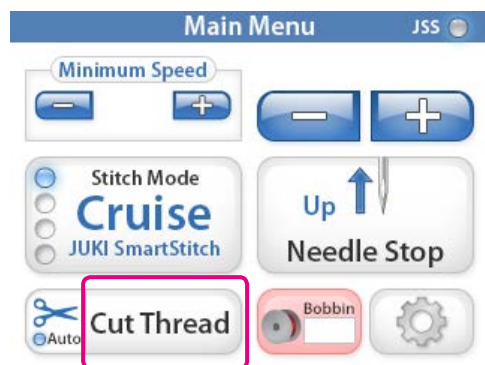 Main Menu
JSS
Minimum Speed
Stitch Mode
Cruise
JUKI SmartStitch
Up
Needle Stop
Auto
Cut Thread
Bobbin